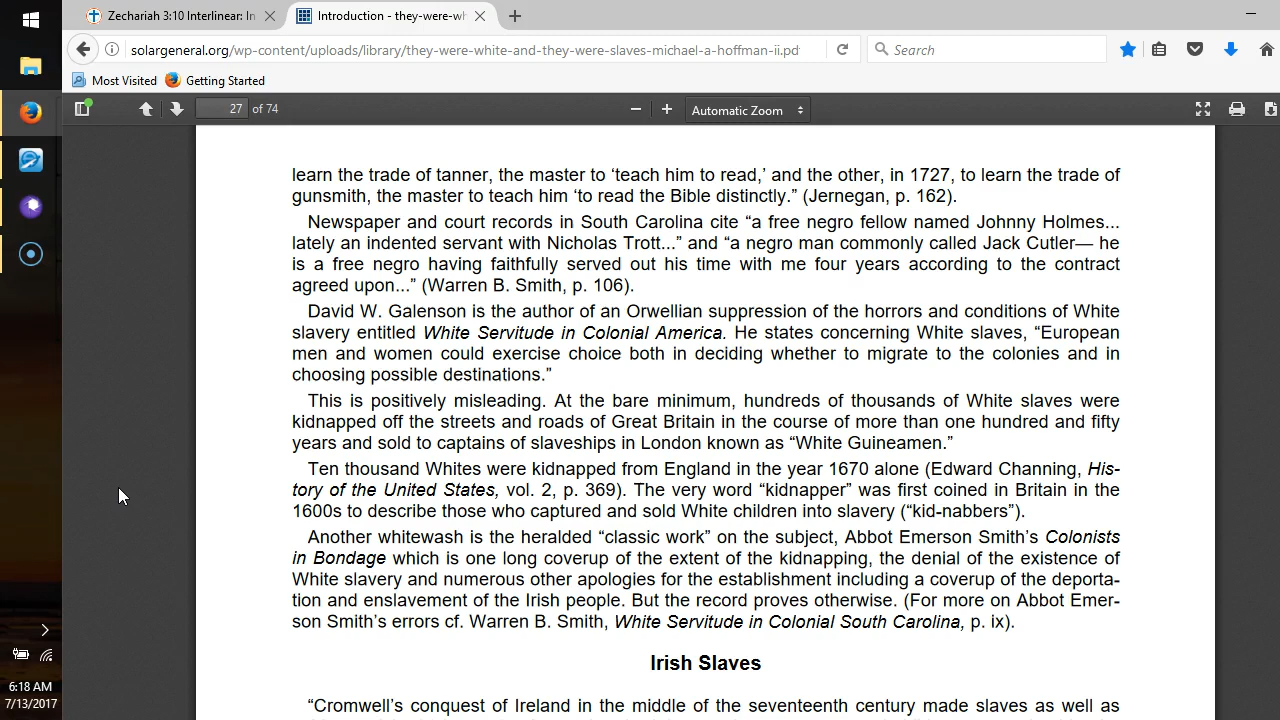 Zechariah 3:10 Interlinear: In
Introduction - they-were-wh
solargeneral.org/wp-content/uploads/library/they-were-white-and-they-were-slaves-michael-a-hoffman-ii.pdf
Search
Most Visited
Getting Started
27 of 74
Automatic Zoom
learn the trade of tanner, the master to ‘teach him to read,’ and the other, in 1727, to learn the trade of
gunsmith, the master to teach him ‘to read the Bible distinctly.” (Jernegan, p. 162).
Newspaper and court records in South Carolina cite “a free negro fellow named Johnny Holmes...
lately an indented servant with Nicholas Trott...” and “a negro man commonly called Jack Cutler— he
is a free negro having faithfully served out his time with me four years according to the contract
agreed upon...” (Warren B. Smith, p. 106).
David W. Galenson is the author of an Orwellian suppression of the horrors and conditions of White
slavery entitled White Servitude in Colonial America. He states concerning White slaves, “European
men and women could exercise choice both in deciding whether to migrate to the colonies and in
choosing possible destinations.”
This is positively misleading. At the bare minimum, hundreds of thousands of White slaves were
kidnapped off the streets and roads of Great Britain in the course of more than one hundred and fifty
years and sold to captains of slaveships in London known as “White Guineamen.”
Ten thousand Whites were kidnapped from England in the year 1670 alone (Edward Channing, His-
tory of the United States, vol. 2, p. 369). The very word “kidnapper” was first coined in Britain in the
1600s to describe those who captured and sold White children into slavery (“kid-nabbers”).
Another whitewash is the heralded “classic work” on the subject, Abbot Emerson Smith’s Colonists
in Bondage which is one long coverup of the extent of the kidnapping, the denial of the existence of
White slavery and numerous other apologies for the establishment including a coverup of the deporta-
tion and enslavement of the Irish people. But the record proves otherwise. (For more on Abbot Emer-
son Smith’s errors cf. Warren B. Smith, White Servitude in Colonial South Carolina, p. ix).
Irish Slaves
“Cromwell’s conquest of Ireland in the middle of the seventeenth century made slaves as well as
6:18 AM
7/13/2017